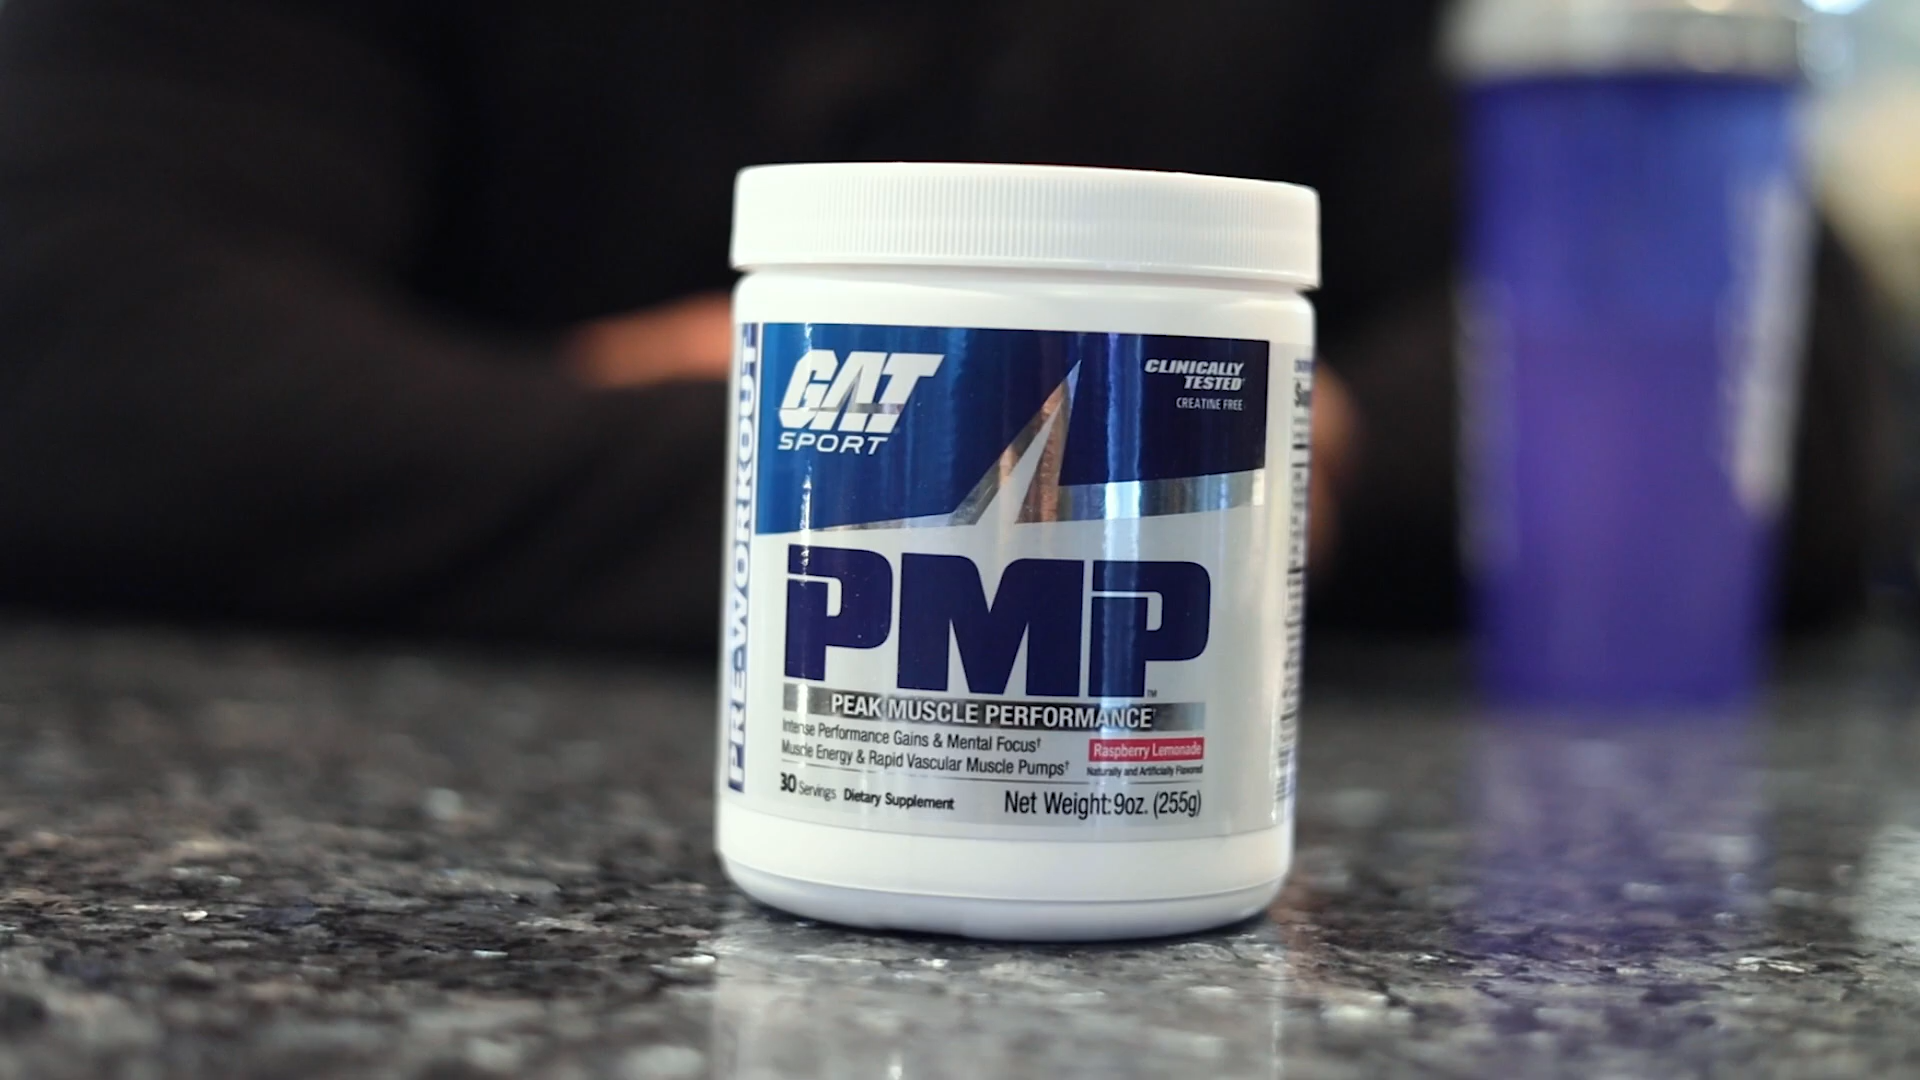 PRE-WORKOUT
GAT
SPORT
CLINICALLY
TESTED
CREATINE FREE
PMP™
PEAK MUSCLE PERFORMANCE†
Intense Performance Gains & Mental Focus†
Muscle Energy & Rapid Vascular Muscle Pumps†
Raspberry Lemonade
Naturally and Artificially Flavored
30 Servings Dietary Supplement
Net Weight: 9oz. (255g)